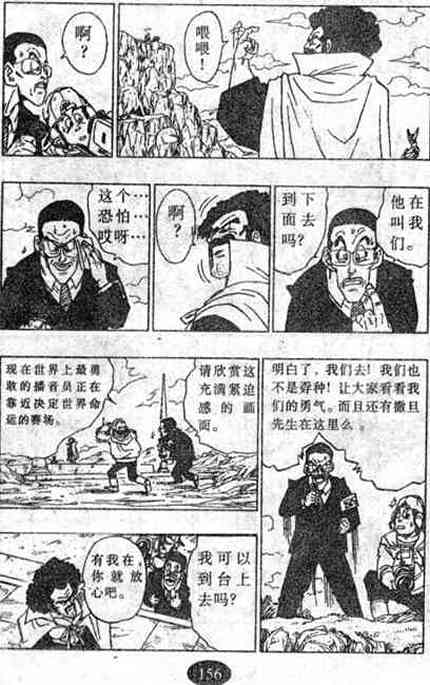 喂
喂！
啊
？
他在
叫我
们。
到下
面去
吗？
啊
？
这个…
恐怕…
哎呀…
明白了，我们去！我们也
不是孬种！让大家看看我
们的勇气。而且还有撒旦
先生在这里么。
请欣赏这
充满紧迫
感的画
面。
现在世界上最勇
敢的播音员正在
靠近决定世界命
运的赛场。
我可以
到台上
去吗？
有我在，
你就放
心吧。
156